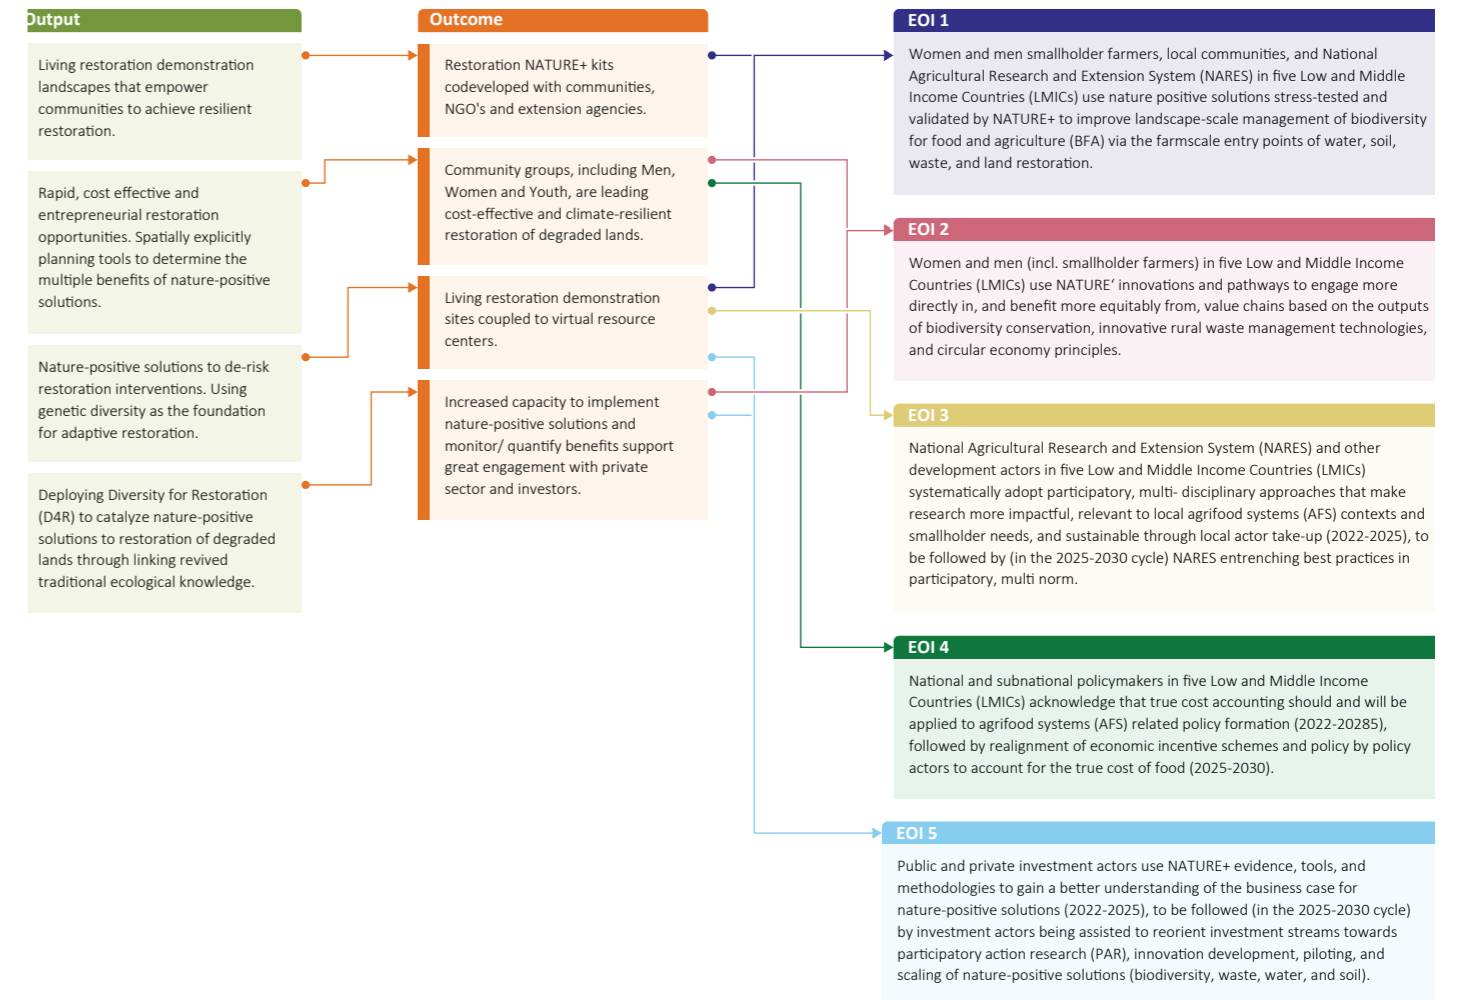 Output
Living restoration demonstration
landscapes that empower
communities to achieve resilient
restoration.
Rapid, cost effective and
entrepreneurial restoration
opportunities. Spatially explicitly
planning tools to determine the
multiple benefits of nature-positive
solutions.
Nature-positive solutions to de-risk
restoration interventions. Using
genetic diversity as the foundation
for adaptive restoration.
Deploying Diversity for Restoration
(D4R) to catalyze nature-positive
solutions to restoration of degraded
lands through linking revived
traditional ecological knowledge.
Outcome
Restoration NATURE+ kits
codeveloped with communities,
NGO's and extension agencies.
Community groups, including Men,
Women and Youth, are leading
cost-effective and climate-resilient
restoration of degraded lands.
Living restoration demonstration
sites coupled to virtual resource
centers.
Increased capacity to implement
nature-positive solutions and
monitor/ quantify benefits support
great engagement with private
sector and investors.
EOI 1
Women and men smallholder farmers, local communities, and National
Agricultural Research and Extension System (NARES) in five Low and Middle
Income Countries (LMICs) use nature positive solutions stress-tested and
validated by NATURE+ to improve landscape-scale management of biodiversity
for food and agriculture (BFA) via the farmscale entry points of water, soil,
waste, and land restoration.
EOI 2
Women and men (incl. smallholder farmers) in five Low and Middle Income
Countries (LMICs) use NATURE‘ innovations and pathways to engage more
directly in, and benefit more equitably from, value chains based on the outputs
of biodiversity conservation, innovative rural waste management technologies,
and circular economy principles.
EOI 3
National Agricultural Research and Extension System (NARES) and other
development actors in five Low and Middle Income Countries (LMICs)
systematically adopt participatory, multi- disciplinary approaches that make
research more impactful, relevant to local agrifood systems (AFS) contexts and
smallholder needs, and sustainable through local actor take-up (2022-2025), to
be followed by (in the 2025-2030 cycle) NARES entrenching best practices in
participatory, multi norm.
EOI 4
National and subnational policymakers in five Low and Middle Income
Countries (LMICs) acknowledge that true cost accounting should and will be
applied to agrifood systems (AFS) related policy formation (2022-20285),
followed by realignment of economic incentive schemes and policy by policy
actors to account for the true cost of food (2025-2030).
EOI 5
Public and private investment actors use NATURE+ evidence, tools, and
methodologies to gain a better understanding of the business case for
nature-positive solutions (2022-2025), to be followed (in the 2025-2030 cycle)
by investment actors being assisted to reorient investment streams towards
participatory action research (PAR), innovation development, piloting, and
scaling of nature-positive solutions (biodiversity, waste, water, and soil).